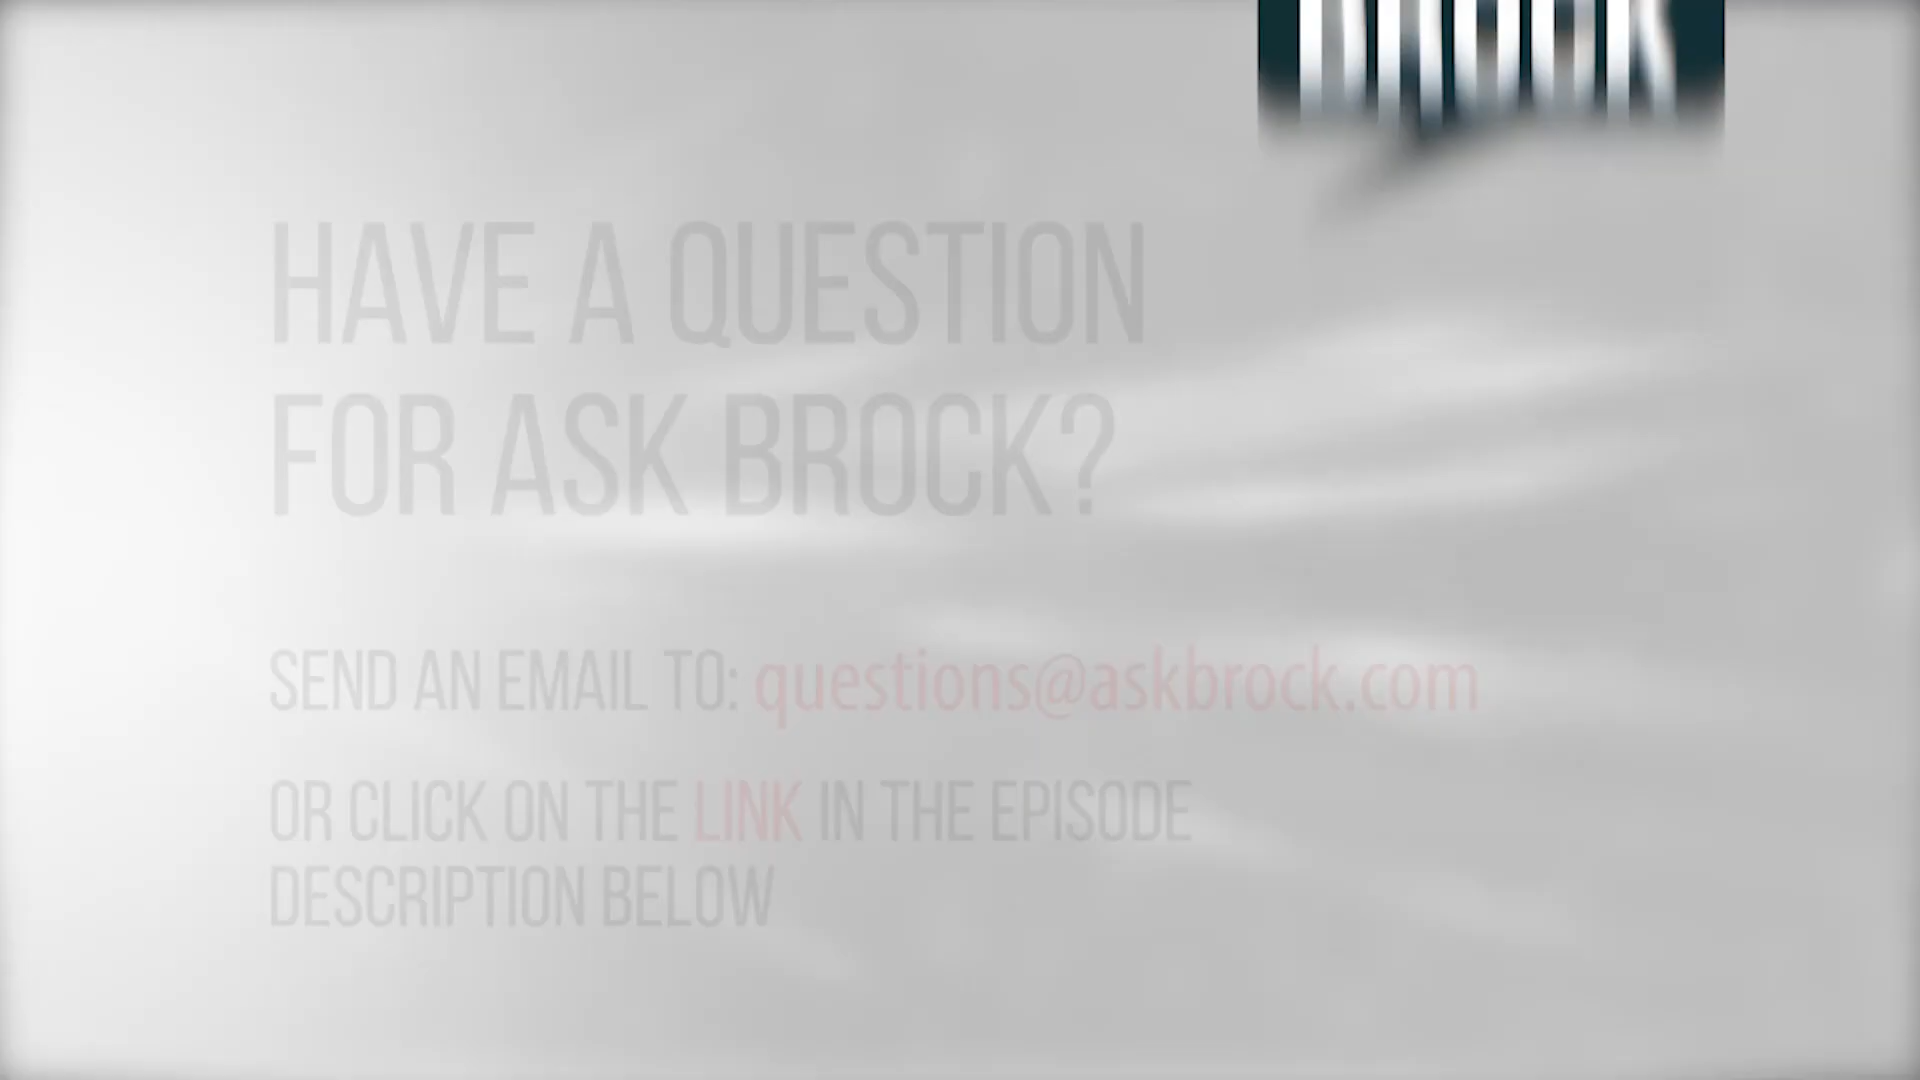 BROCK
HAVE A QUESTION
FOR ASK BROCK?
SEND AN EMAIL TO: questions@askbrock.com
OR CLICK ON THE LINK IN THE EPISODE
DESCRIPTION BELOW